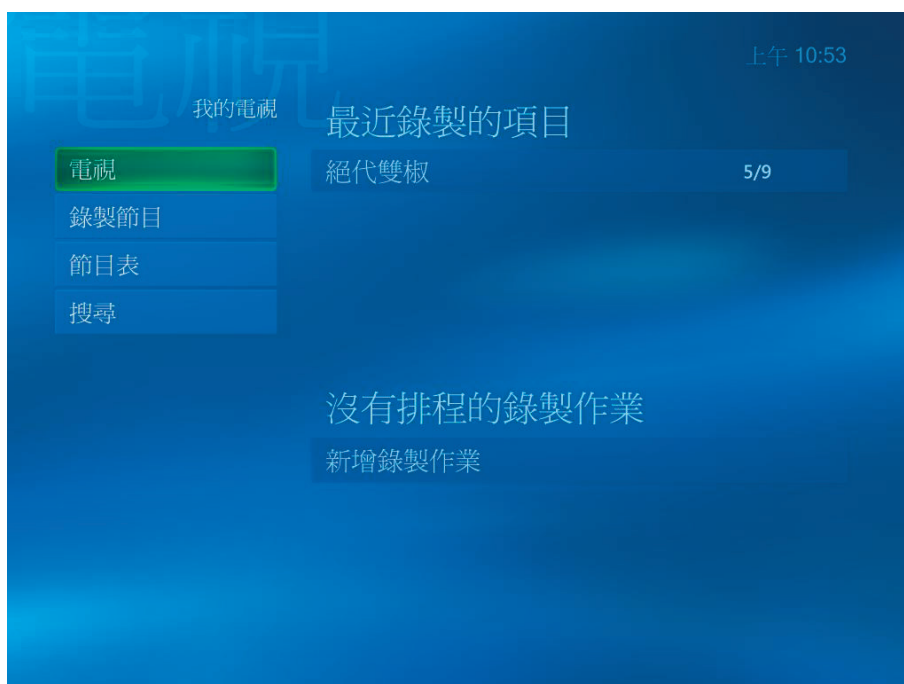 電視
上午 10:53
我的電視
最近錄製的項目
電視
絕代雙椒 5/9
錄製節目
節目表
搜尋
沒有排程的錄製作業
新增錄製作業